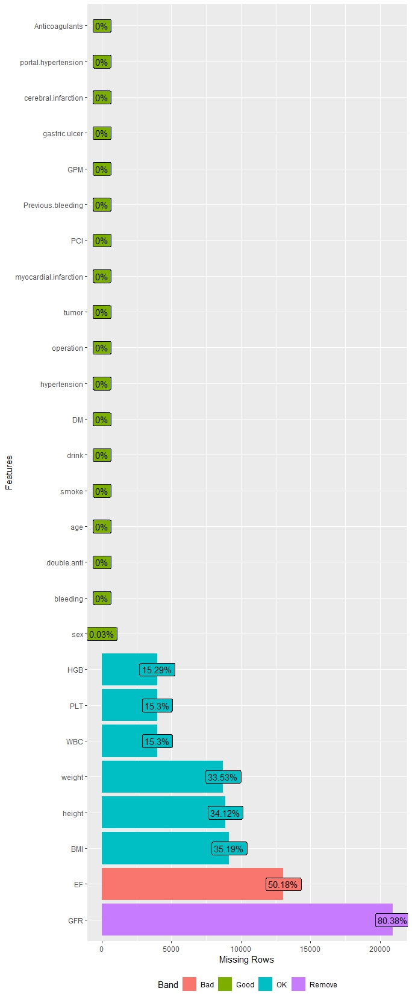 Anticoagulants 0%
portal.hypertension 0%
cerebral.infarction 0%
gastric.ulcer 0%
GPM 0%
Previous.bleeding 0%
PCI 0%
myocardial.infarction 0%
tumor 0%
operation 0%
hypertension 0%
DM 0%
drink 0%
smoke 0%
age 0%
double.anti 0%
bleeding 0%
sex 0.03%
HGB 15.29%
PLT 15.3%
WBC 15.3%
weight 33.53%
height 34.12%
BMI 35.19%
EF 50.18%
GFR 80.38%
Features
0 5000 10000 15000 20000
Missing Rows
Band Bad Good OK Remove